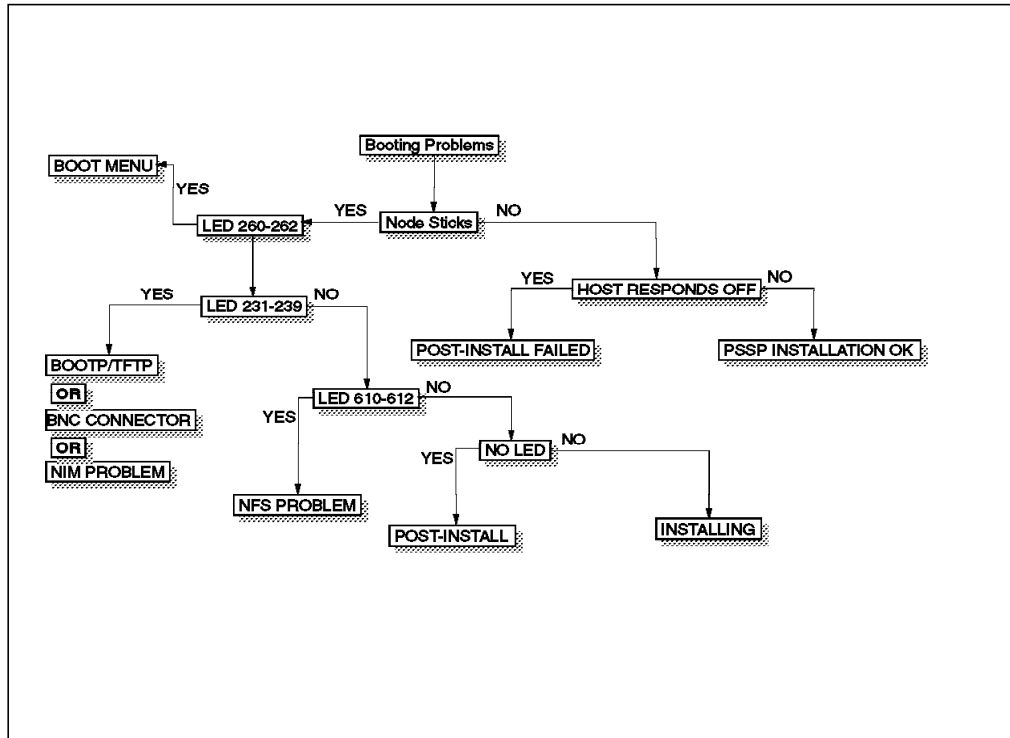 Booting Problems
BOOT MENU
YES
LED 260-262
YES
Node Sticks
NO
YES
HOST RESPONDS OFF
NO
YES
LED 231-239
NO
POST-INSTALL FAILED
PSSP INSTALLATION OK
BOOTP/TFTP
OR
BNC CONNECTOR
OR
NIM PROBLEM
YES
LED 610-612
NO
YES
NO LED
NO
NFS PROBLEM
POST-INSTALL
INSTALLING